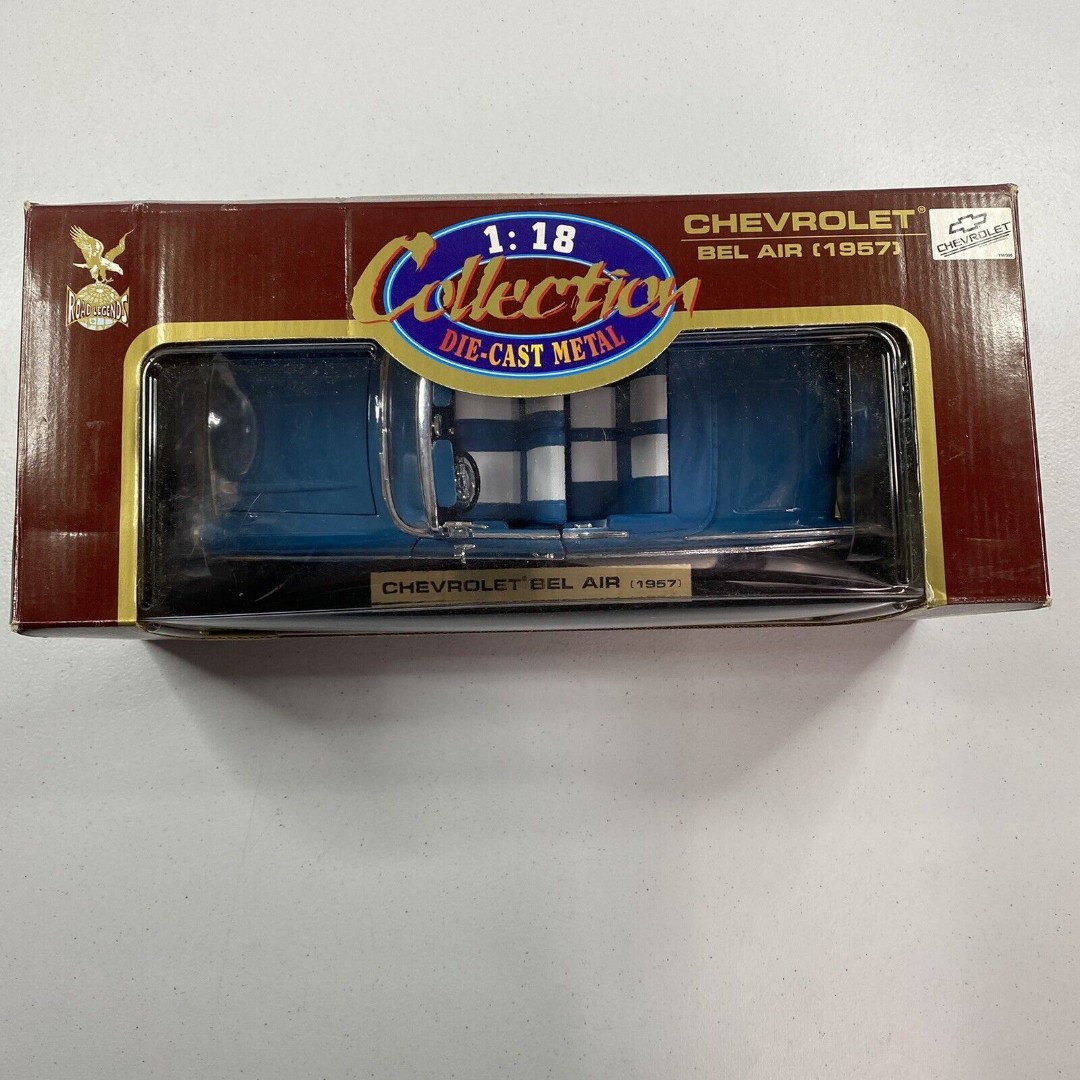 ROAD LEGENDS
1:18
Collection
DIE-CAST METAL
CHEVROLET®
BEL AIR (1957)
CHEVROLET
CHEVROLET® BEL AIR (1957)